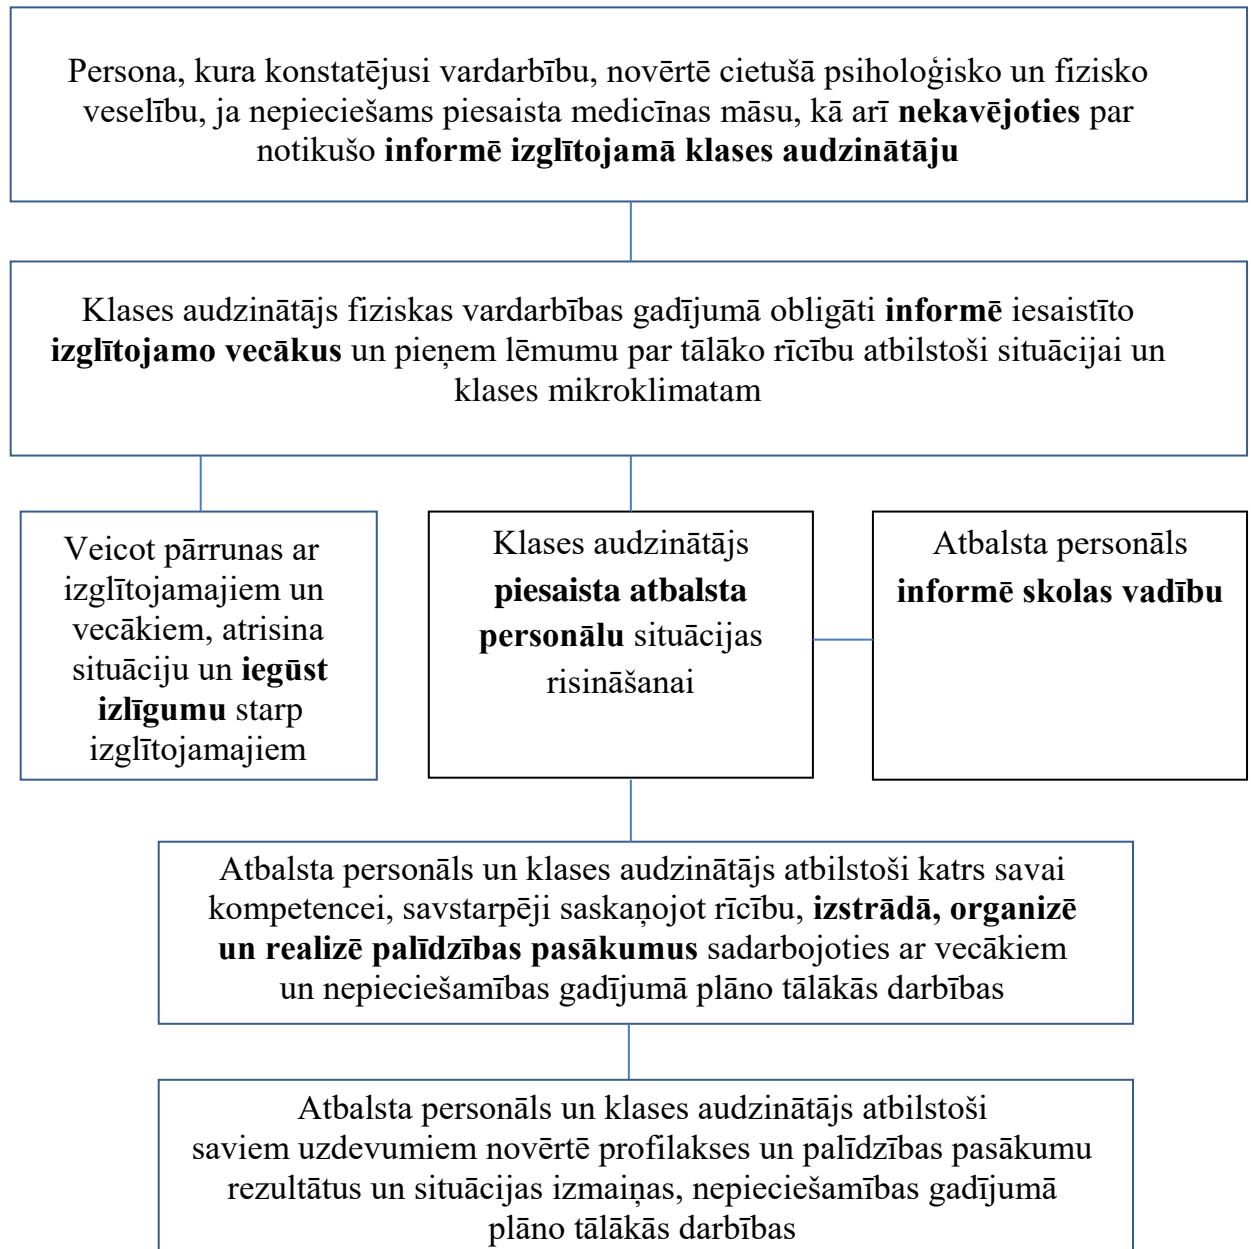 Persona, kura konstatējusi vardarbību, novērtē cietušā psiholoģisko un fizisko
veselību, ja nepieciešams piesaista medicīnas māsu, kā arī nekavējoties par
notikušo informē izglītojamā klases audzinātāju
Klases audzinātājs fiziskas vardarbības gadījumā obligāti informē iesaistīto
izglītojamo vecākus un pieņem lēmumu par tālāko rīcību atbilstoši situācijai un
klases mikroklimatam
Veicot pārrunas ar
izglītojamajiem un
vecākiem, atrisina
situāciju un iegūst
izlīgumu starp
izglītojamajiem
Klases audzinātājs
piesaista atbalsta
personālu situācijas
risināšanai
Atbalsta personāls
informē skolas vadību
Atbalsta personāls un klases audzinātājs atbilstoši katrs savai
kompetencei, savstarpēji saskaņojot rīcību, izstrādā, organizē
un realizē palīdzības pasākumus sadarbojoties ar vecākiem
un nepieciešamības gadījumā plāno tālākās darbības
Atbalsta personāls un klases audzinātājs atbilstoši
saviem uzdevumiem novērtē profilakses un palīdzības pasākumu
rezultātus un situācijas izmaiņas, nepieciešamības gadījumā
plāno tālākās darbības